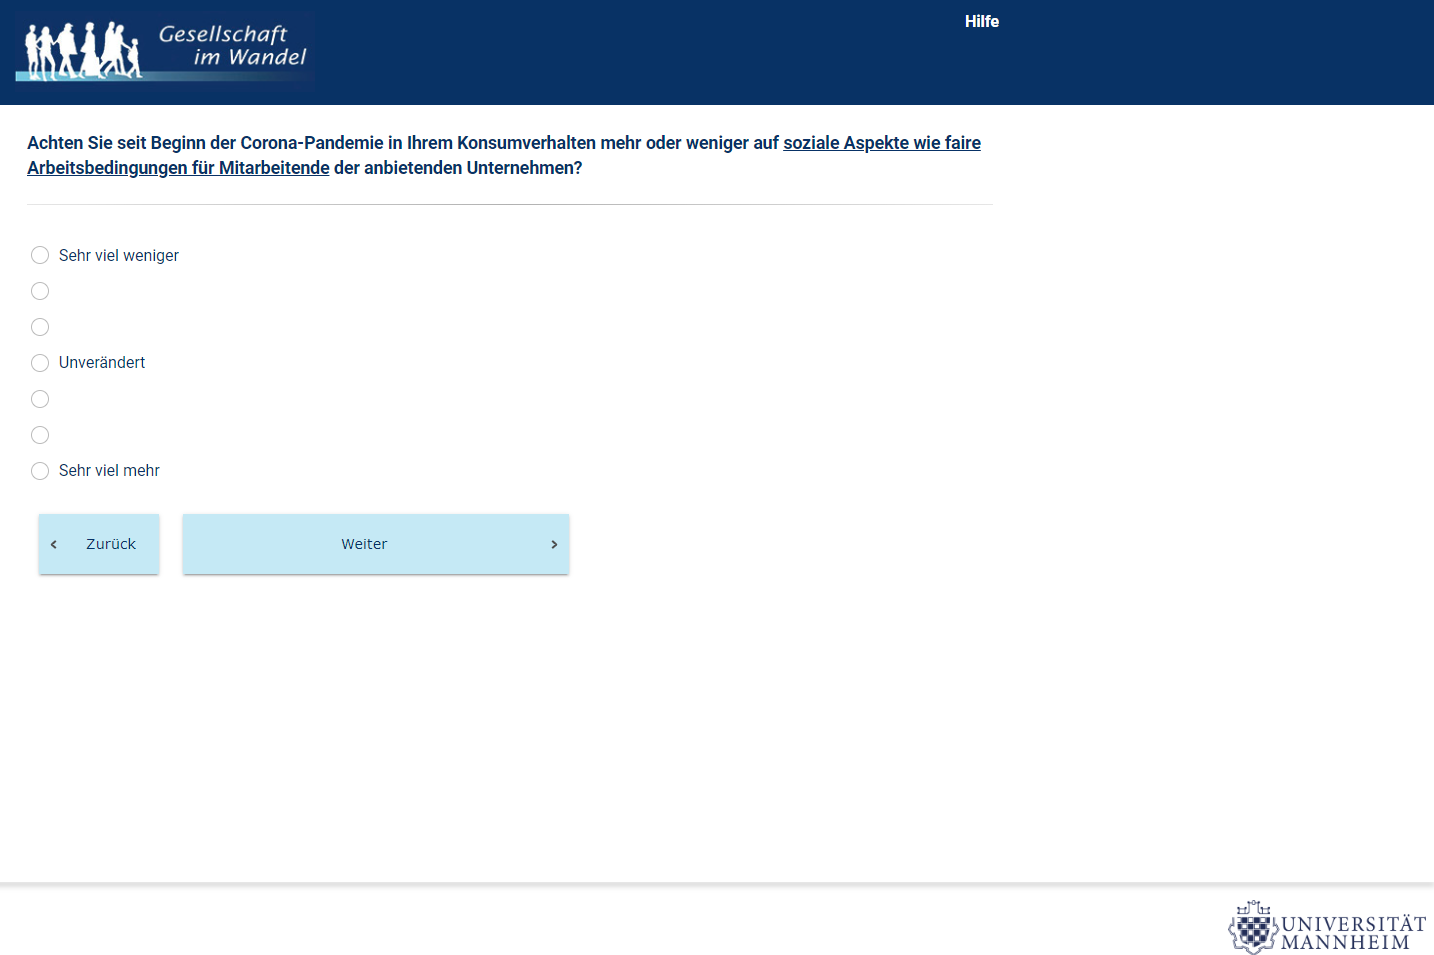 Gesellschaft
im Wandel
Hilfe
Achten Sie seit Beginn der Corona-Pandemie in Ihrem Konsumverhalten mehr oder weniger auf soziale Aspekte wie faire
Arbeitsbedingungen für Mitarbeitende der anbietenden Unternehmen?
Sehr viel weniger
Unverändert
Sehr viel mehr
Zurück
Weiter
UNIVERSITÄT
MANNHEIM